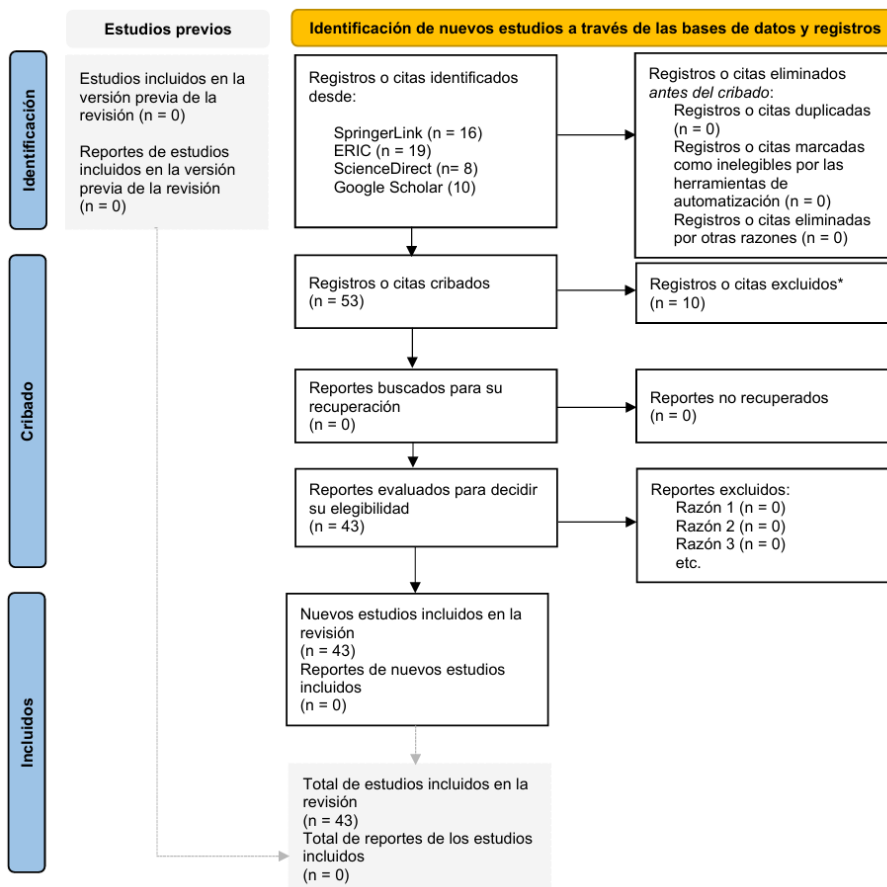 Estudios previos
Identificación de nuevos estudios a través de las bases de datos y registros
Identificación
Estudios incluidos en la
versión previa de la
revisión (n = 0)
Reportes de estudios
incluidos en la versión
previa de la revisión
(n = 0)
Registros o citas identificados
desde:
SpringerLink (n = 16)
ERIC (n = 19)
ScienceDirect (n= 8)
Google Scholar (10)
Registros o citas eliminados
antes del cribado:
Registros o citas duplicadas
(n = 0)
Registros o citas marcadas
como inelegibles por las
herramientas de
automatización (n = 0)
Registros o citas eliminadas
por otras razones (n = 0)
Cribado
Registros o citas cribados
(n = 53)
Registros o citas excluidos*
(n = 10)
Reportes buscados para su
recuperación
(n = 0)
Reportes no recuperados
(n = 0)
Reportes evaluados para decidir
su elegibilidad
(n = 43)
Reportes excluidos:
Razón 1 (n = 0)
Razón 2 (n = 0)
Razón 3 (n = 0)
etc.
Incluidos
Nuevos estudios incluidos en la
revisión
(n = 43)
Reportes de nuevos estudios
incluidos
(n = 0)
Total de estudios incluidos en la
revisión
(n = 43)
Total de reportes de los estudios
incluidos
(n = 0)